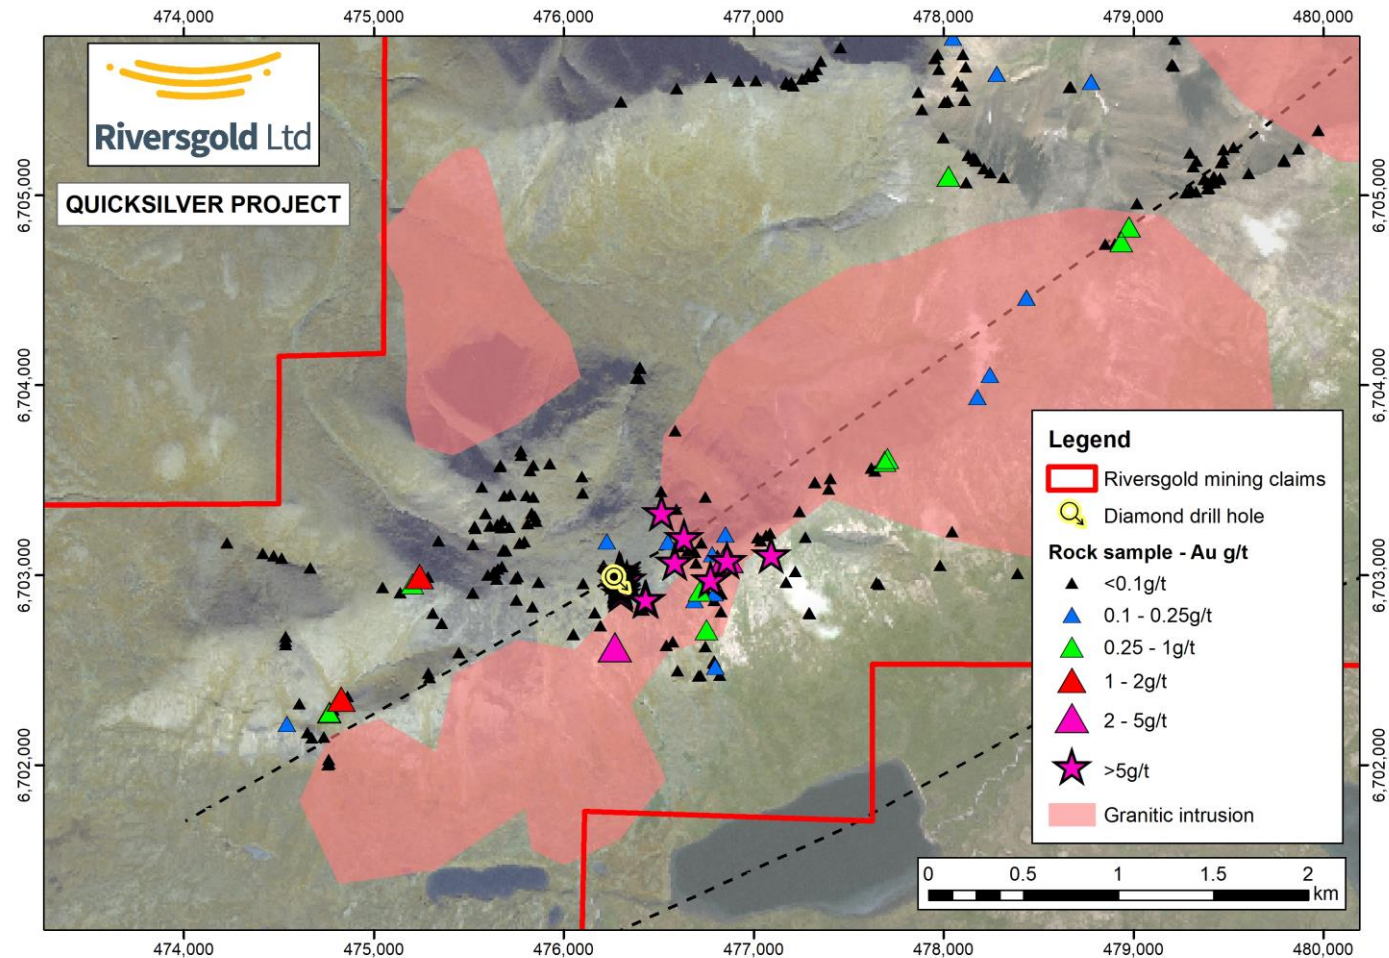 474,000 475,000 476,000 477,000 478,000 479,000 480,000
Riversgold Ltd
QUICKSILVER PROJECT
6,705,000
6,704,000
6,703,000
6,702,000
6,705,000
6,704,000
6,703,000
6,702,000
Legend
Riversgold mining claims
Diamond drill hole
Rock sample - Au g/t
<0.1g/t
0.1 - 0.25g/t
0.25 - 1g/t
1 - 2g/t
2 - 5g/t
>5g/t
Granitic intrusion
0 0.5 1 1.5 2
km
474,000 475,000 476,000 477,000 478,000 479,000 480,000